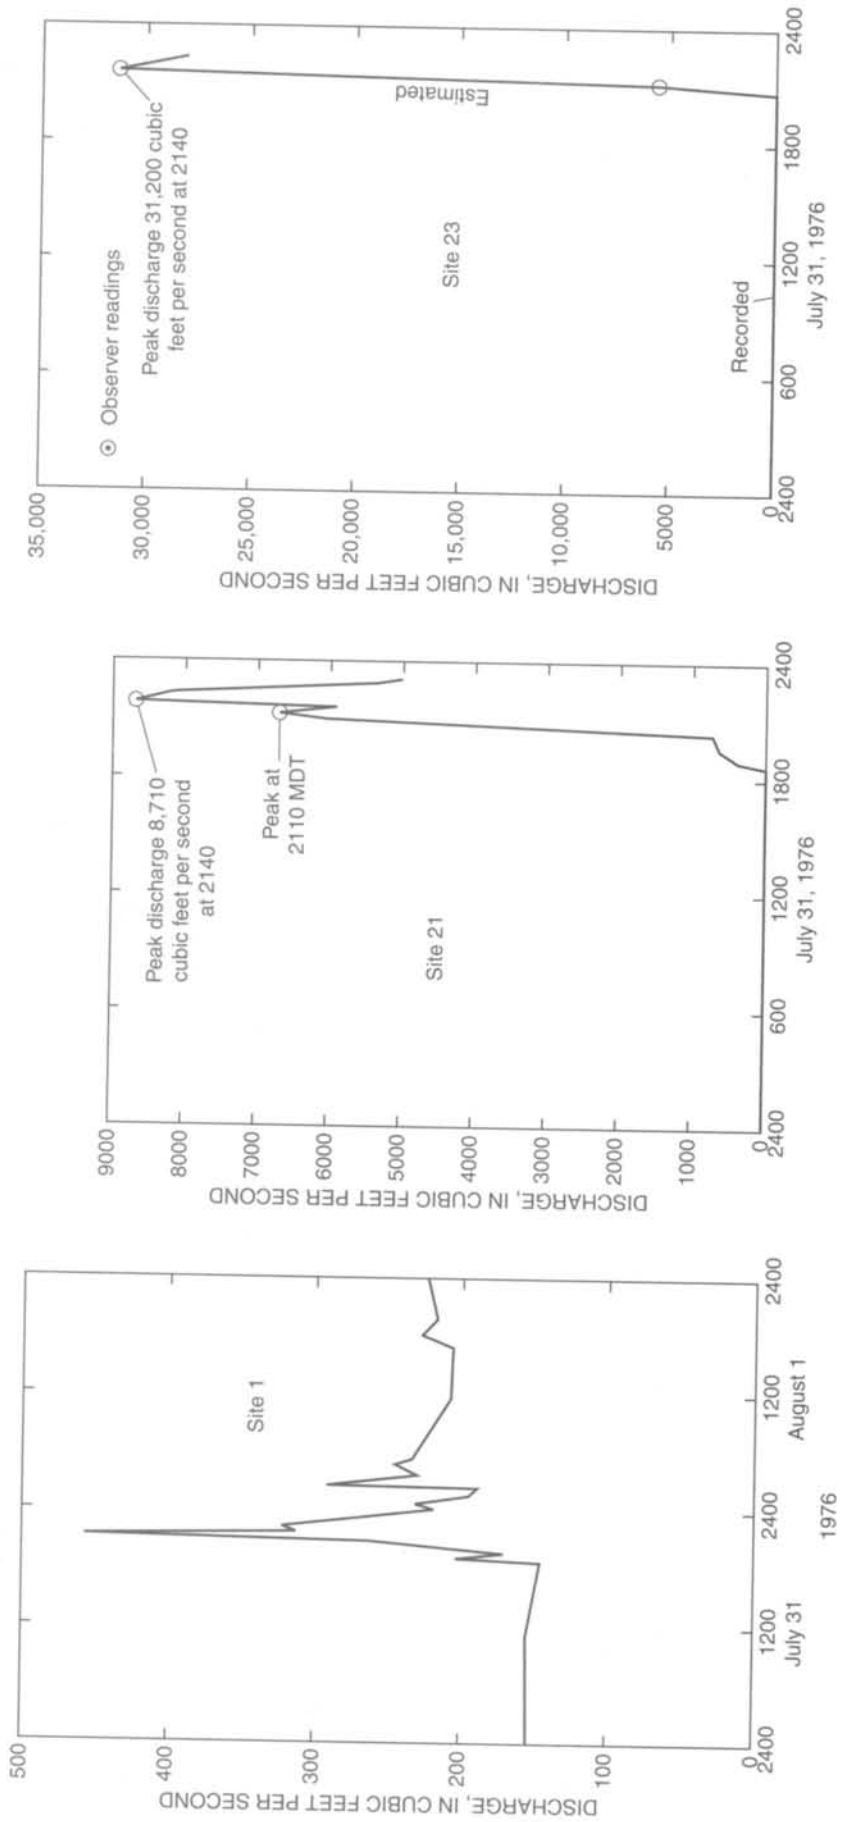 DISCHARGE, IN CUBIC FEET PER SECOND
500
400
300
200
100
0
2400
1200
2400
1200
2400
July 31
August 1
1976
Site 1
DISCHARGE, IN CUBIC FEET PER SECOND
9000
8000
7000
6000
5000
4000
3000
2000
1000
0
2400
600
1200
1800
2400
July 31, 1976
Peak discharge 8,710
cubic feet per second
at 2140
Peak at
2110 MDT
Site 21
DISCHARGE, IN CUBIC FEET PER SECOND
35,000
30,000
25,000
20,000
15,000
10,000
5000
0
2400
600
1200
1800
2400
July 31, 1976
Observer readings
Peak discharge 31,200 cubic
feet per second at 2140
Estimated
Site 23
Recorded